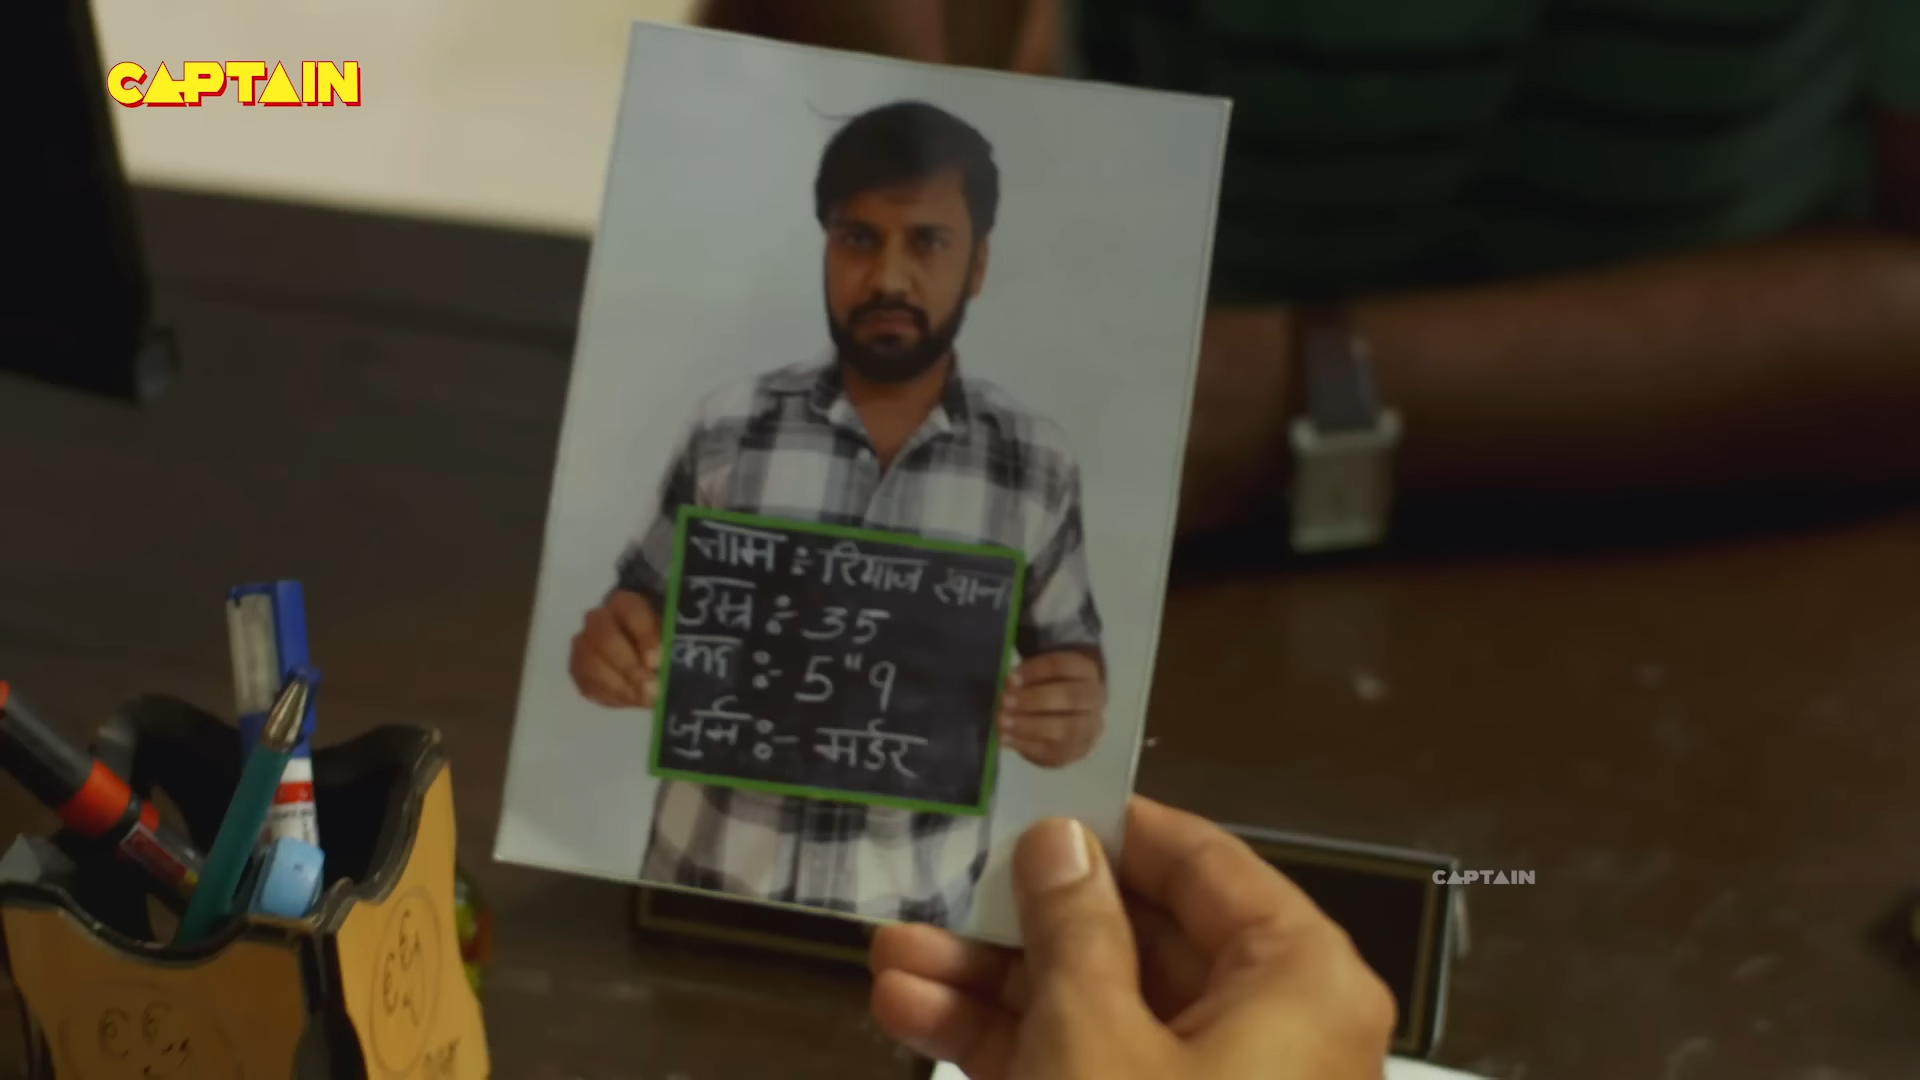 CAPTAIN
नाम :- रियाज खान
उम्र :- 35
कद :- 5"9
जुर्म :- मर्डर
CAPTAIN